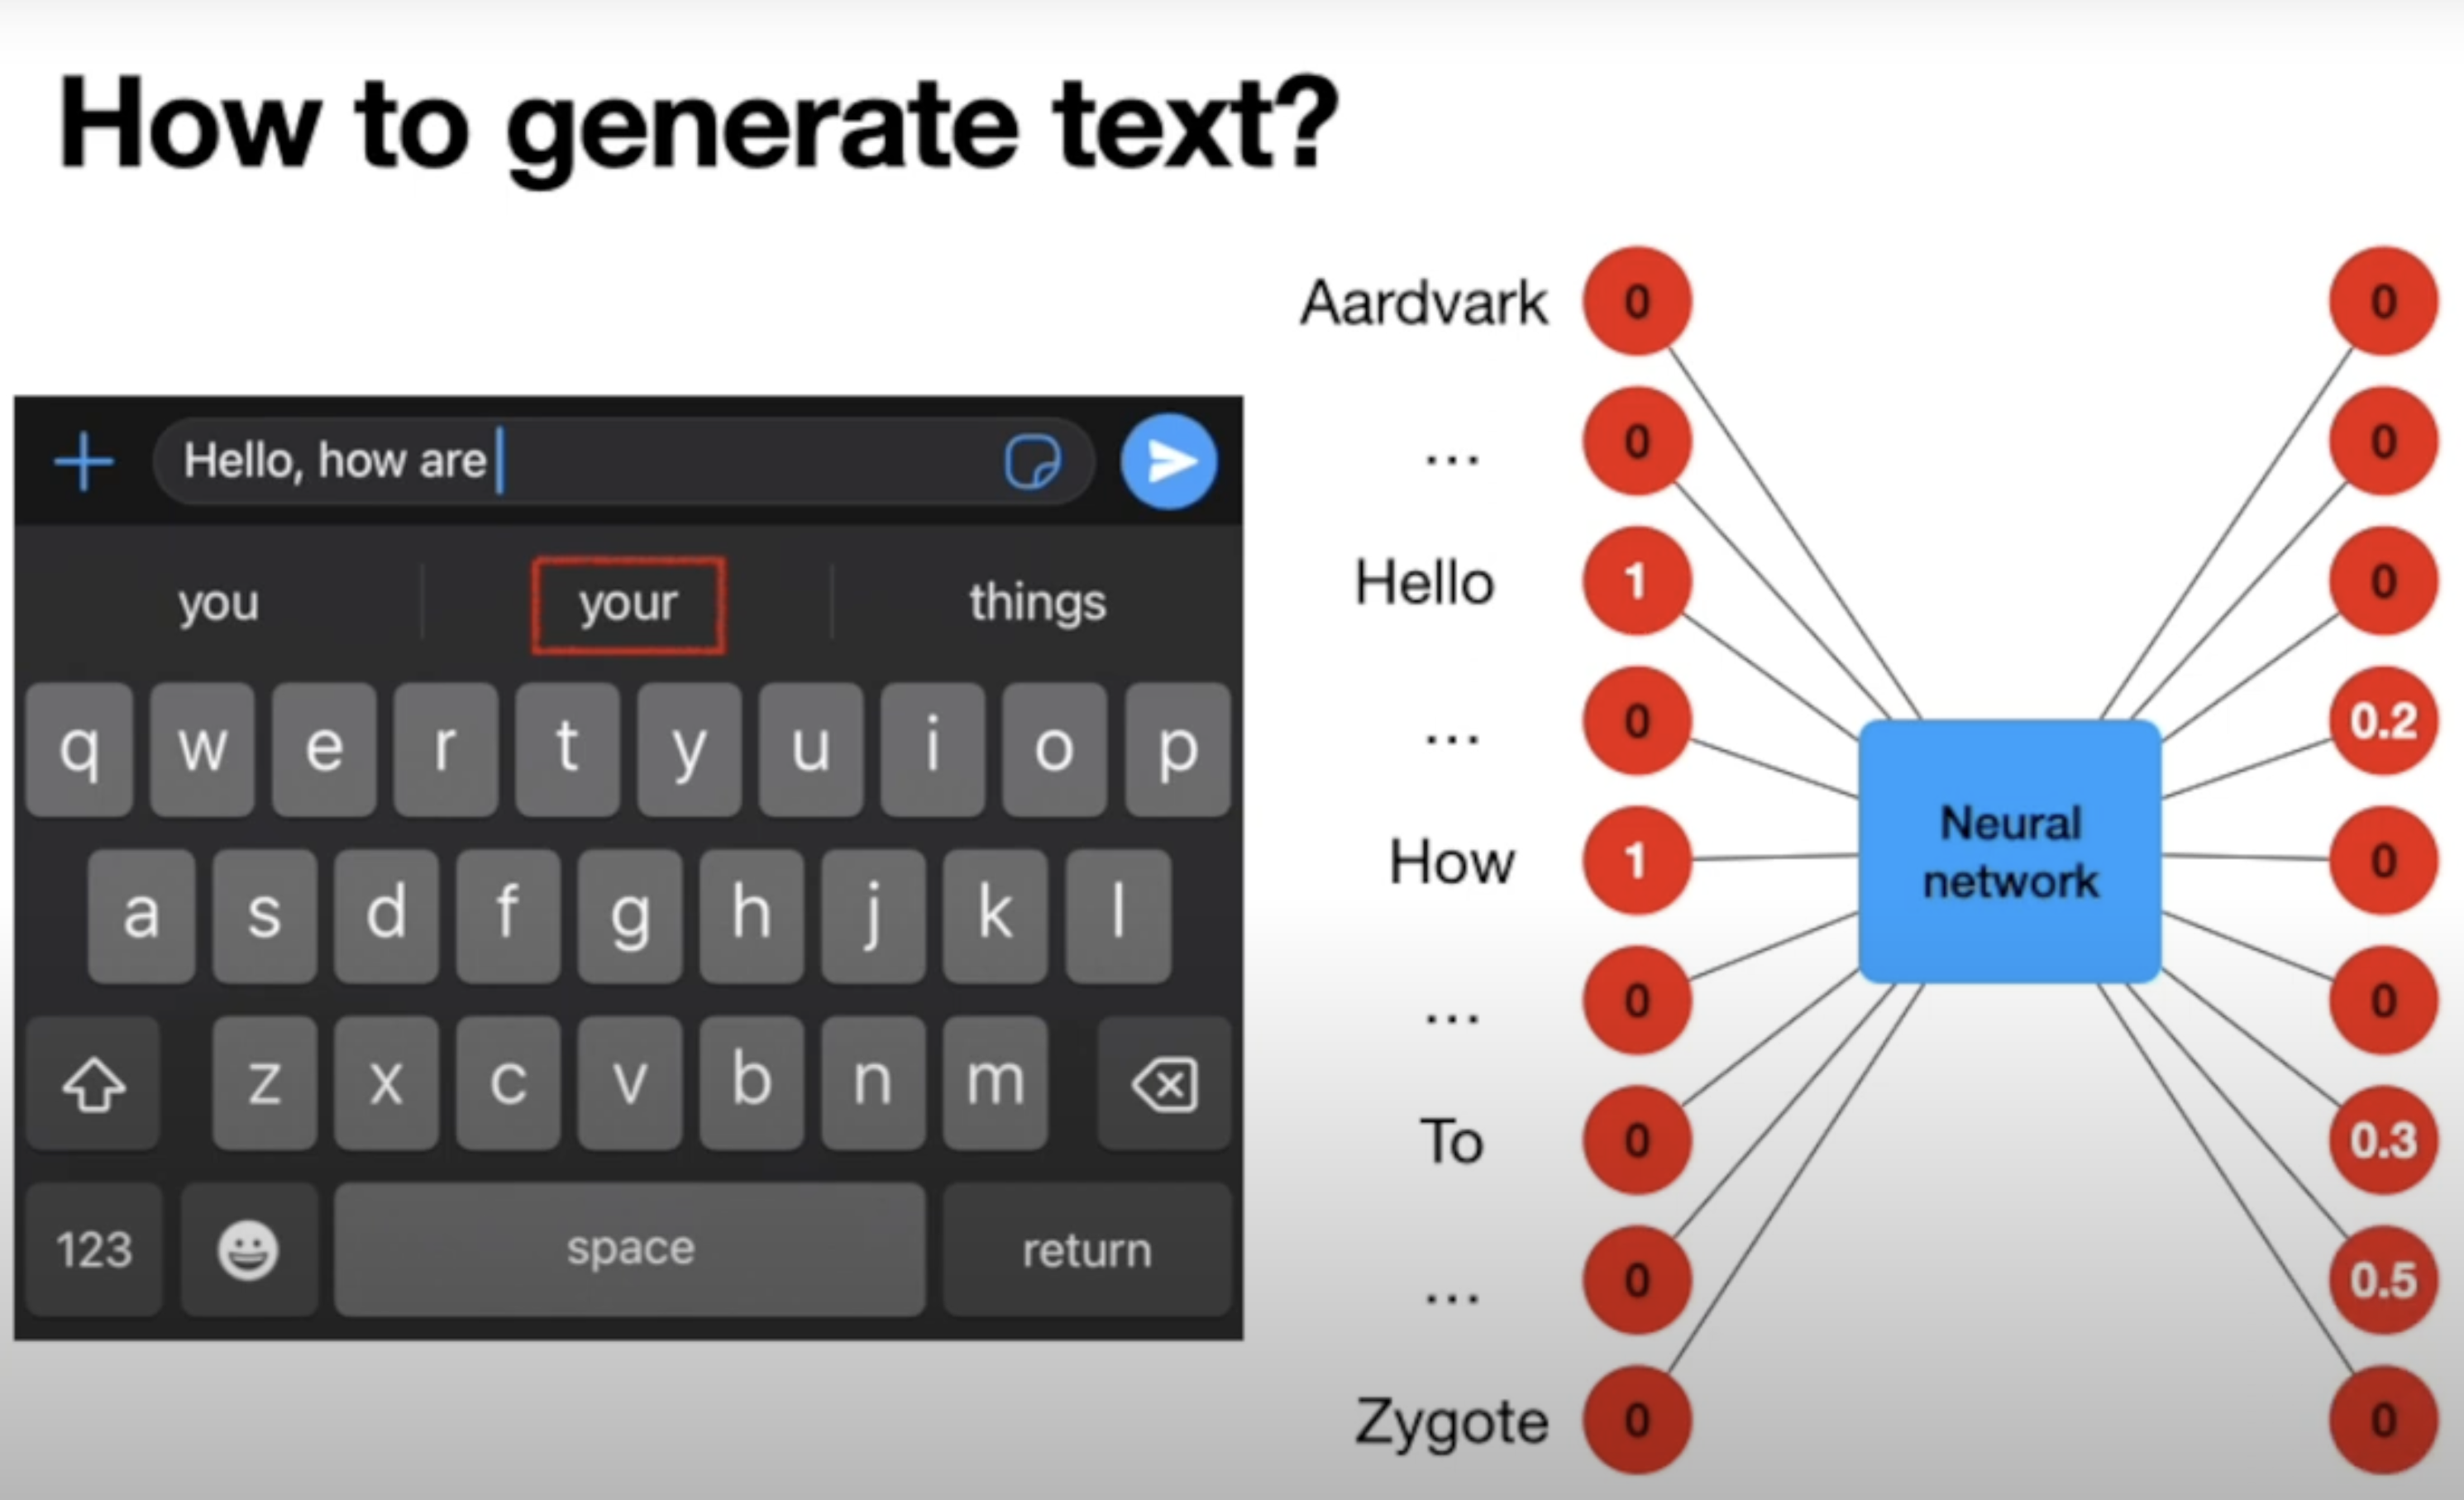 How to generate text?
Hello, how are
you your things
q w e r t y u i o p
a s d f g h j k l
z x c v b n m
123 space return
Aardvark 0 0
... 0 0
Hello 1 0
... 0 0.2
How 1 0
... 0 0
To 0 0.3
... 0 0.5
Zygote 0 0
Neural
network